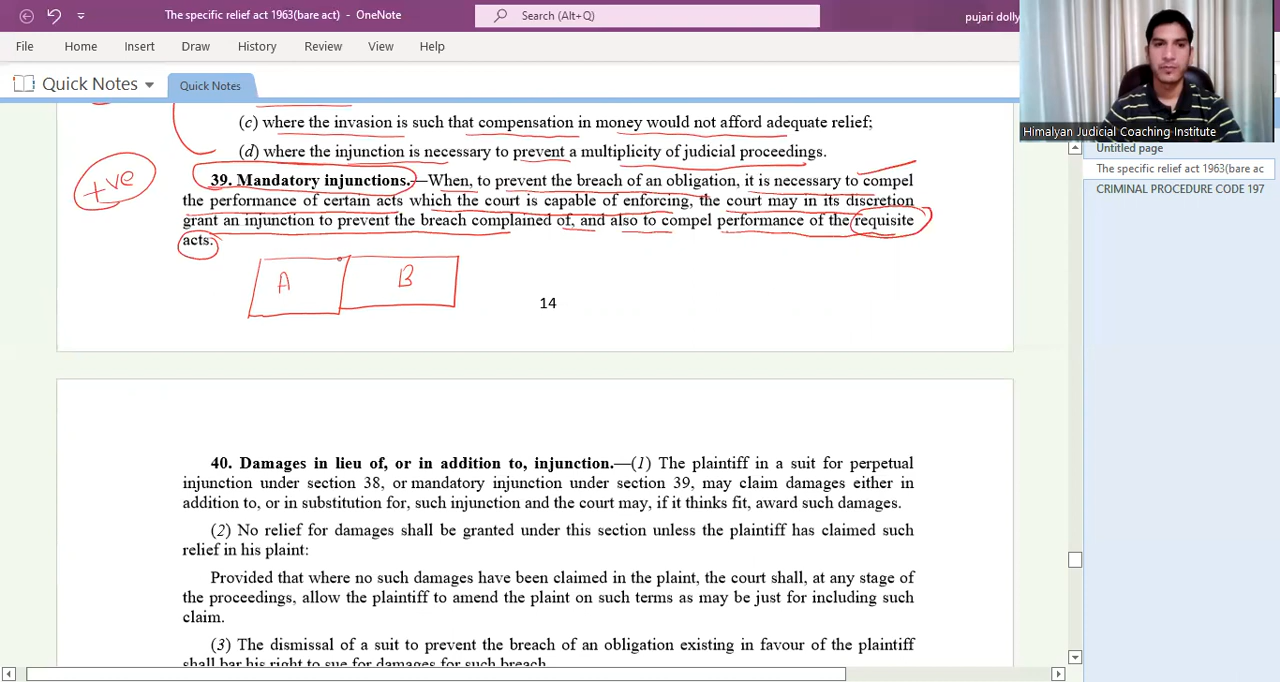 The specific relief act 1963(bare act) - OneNote
Search (Alt+Q)
pujari dolly
File Home Insert Draw History Review View Help
Quick Notes
Quick Notes
Himalyan Judicial Coaching Institute
Untitled page
The specific relief act 1963(bare ac
CRIMINAL PROCEDURE CODE 197
(c) where the invasion is such that compensation in money would not afford adequate relief;
(d) where the injunction is necessary to prevent a multiplicity of judicial proceedings.
+ve
39. Mandatory injunctions.—When, to prevent the breach of an obligation, it is necessary to compel
the performance of certain acts which the court is capable of enforcing, the court may in its discretion
grant an injunction to prevent the breach complained of, and also to compel performance of the requisite
acts.
A B
14
40. Damages in lieu of, or in addition to, injunction.—(1) The plaintiff in a suit for perpetual
injunction under section 38, or mandatory injunction under section 39, may claim damages either in
addition to, or in substitution for, such injunction and the court may, if it thinks fit, award such damages.
(2) No relief for damages shall be granted under this section unless the plaintiff has claimed such
relief in his plaint:
Provided that where no such damages have been claimed in the plaint, the court shall, at any stage of
the proceedings, allow the plaintiff to amend the plaint on such terms as may be just for including such
claim.
(3) The dismissal of a suit to prevent the breach of an obligation existing in favour of the plaintiff
shall bar his right to sue for damages for such breach.